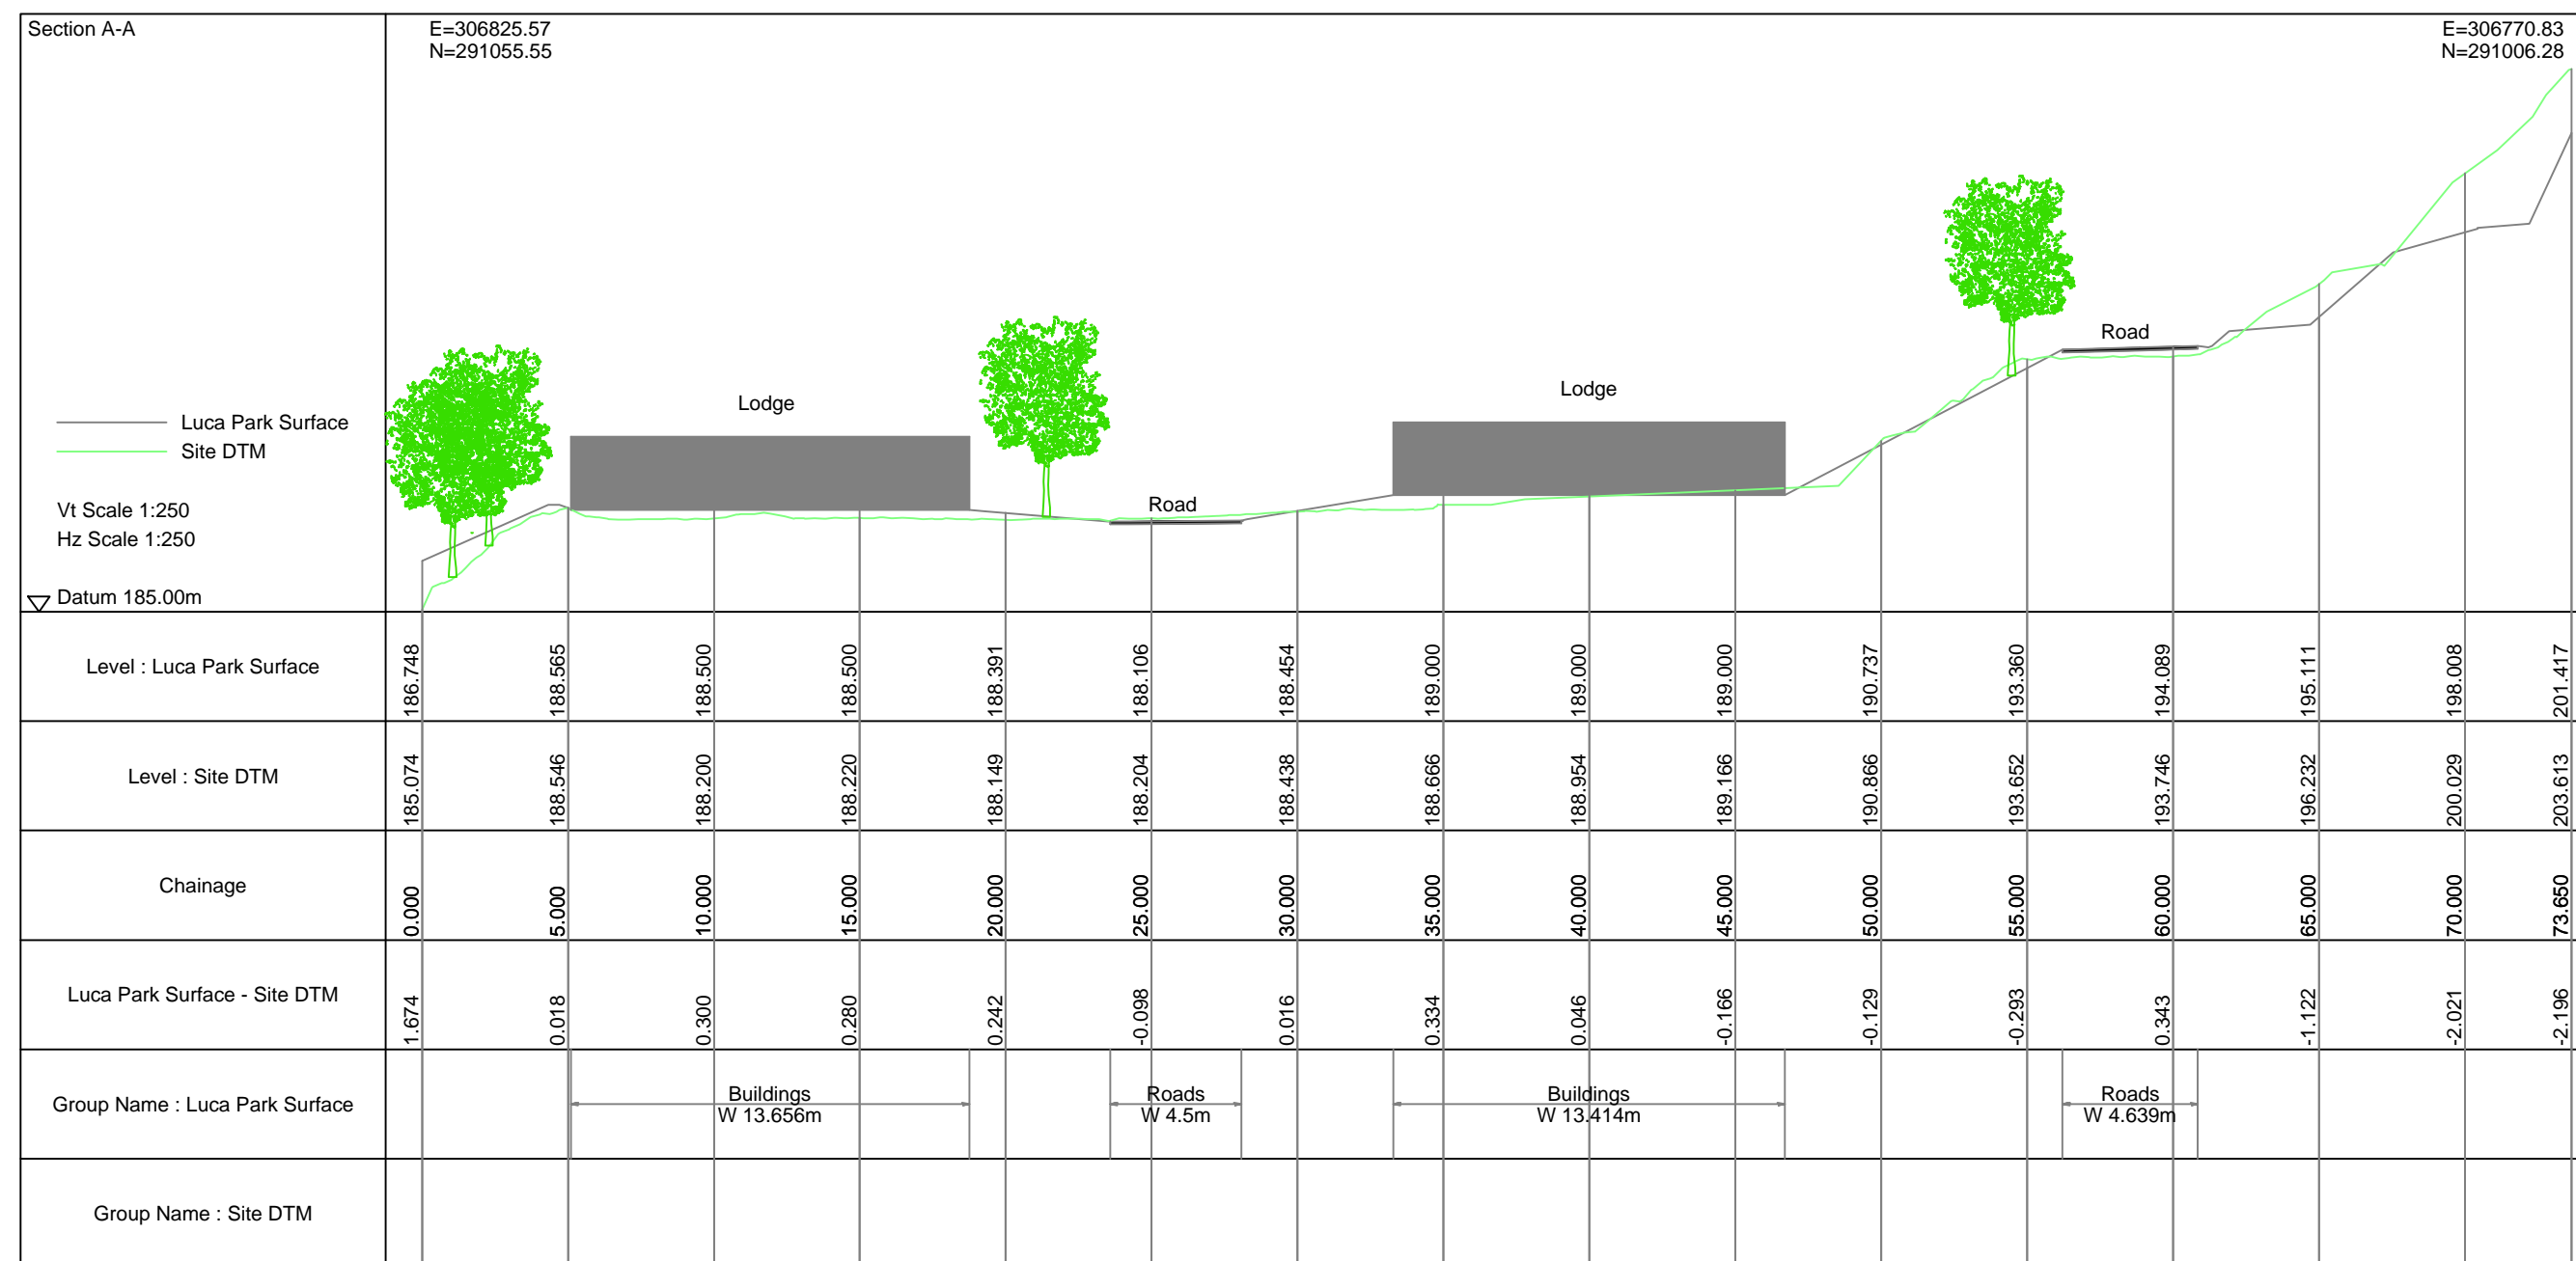 Section A-A
E=306825.57
N=291055.55
E=306770.83
N=291006.28
Luca Park Surface
Site DTM
Vt Scale 1:250
Hz Scale 1:250
Datum 185.00m
Lodge
Road
Lodge
Road
Level : Luca Park Surface
186.748
188.565
188.500
188.500
188.391
188.106
188.454
189.000
189.000
189.000
190.737
193.360
194.089
195.111
198.008
201.417
Level : Site DTM
185.074
188.546
188.200
188.220
188.149
188.204
188.438
188.666
188.954
189.166
190.866
193.652
193.746
196.232
200.029
203.613
Chainage
0.000
5.000
10.000
15.000
20.000
25.000
30.000
35.000
40.000
45.000
50.000
55.000
60.000
65.000
70.000
73.650
Luca Park Surface - Site DTM
1.674
0.018
0.300
0.280
0.242
-0.098
0.016
0.334
0.046
-0.166
-0.129
-0.293
0.343
-1.122
-2.021
-2.196
Group Name : Luca Park Surface
Buildings
W 13.656m
Roads
W 4.5m
Buildings
W 13.414m
Roads
W 4.639m
Group Name : Site DTM